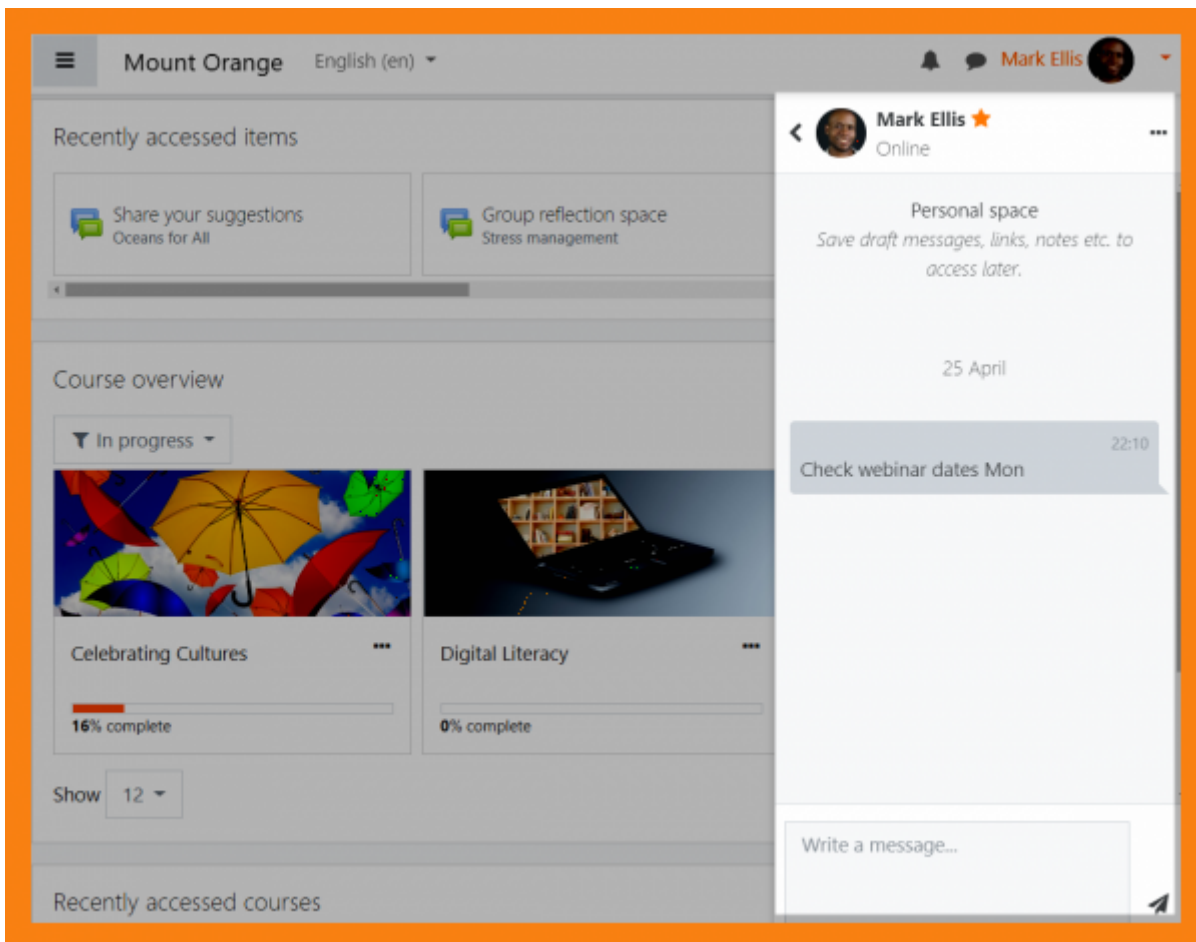 Mount Orange English (en) Mark Ellis
Recently accessed items
Share your suggestions
Oceans for All
Group reflection space
Stress management
Course overview
In progress
Celebrating Cultures
16% complete
Digital Literacy
0% complete
Show 12
Recently accessed courses
Mark Ellis
Online
Personal space
Save draft messages, links, notes etc. to
access later.
25 April
22:10
Check webinar dates Mon
Write a message...